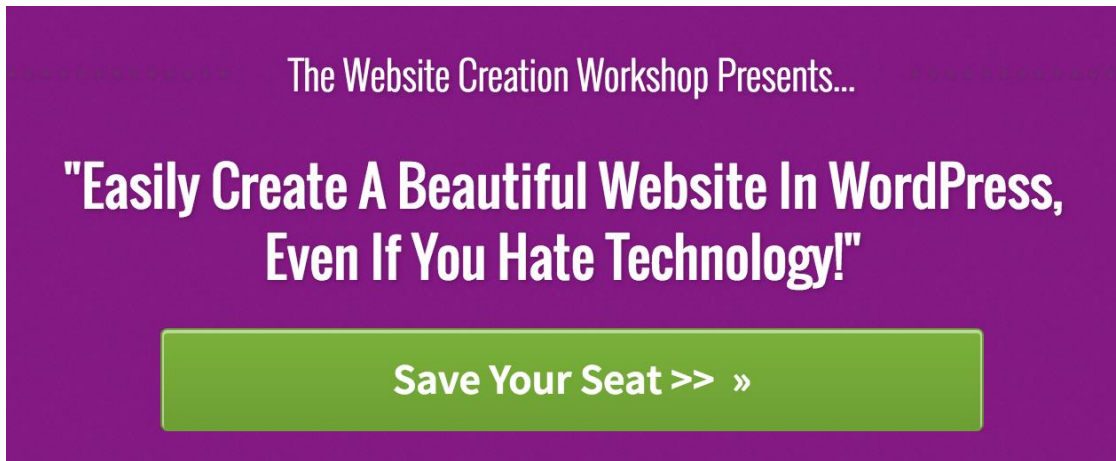 The Website Creation Workshop Presents...
"Easily Create A Beautiful Website In WordPress,
Even If You Hate Technology!"
Save Your Seat >> »